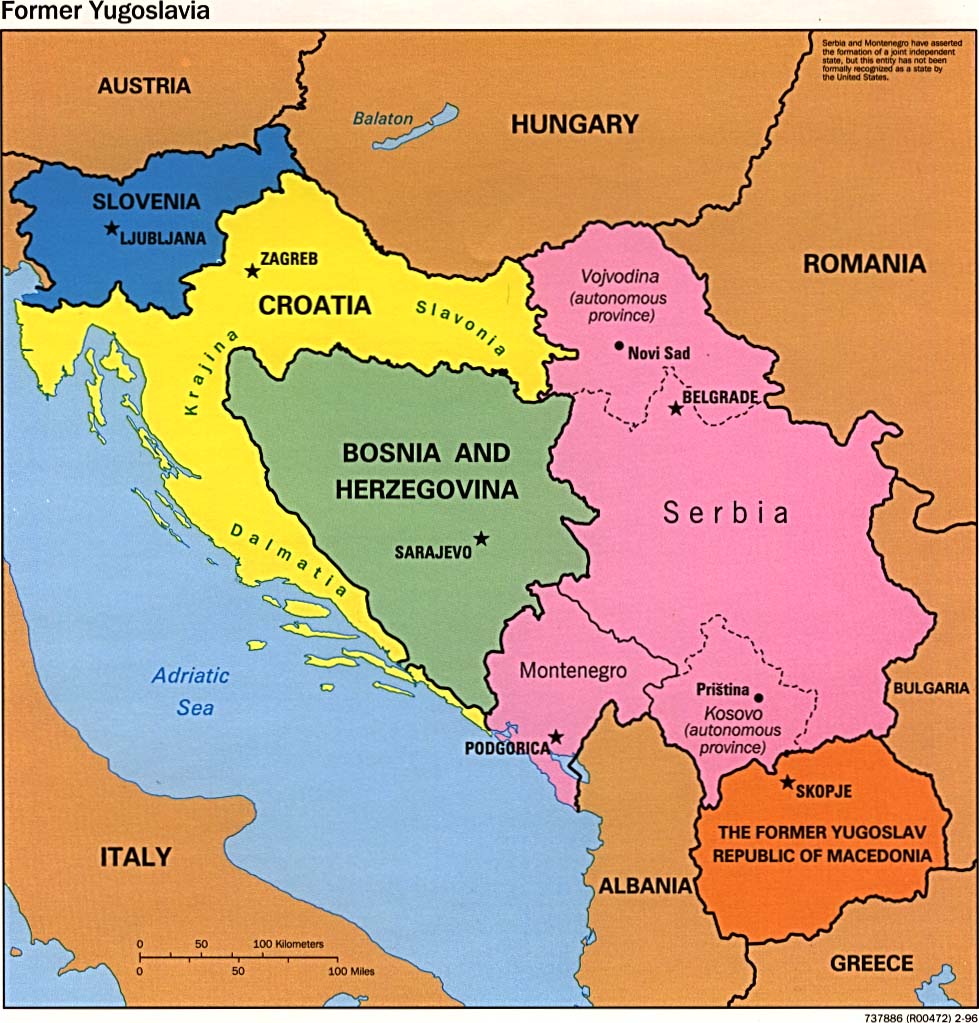 Former Yugoslavia
Serbia and Montenegro have asserted
the formation of a joint independent
state, but this entity has not been
formally recognized as a state by
the United States.
AUSTRIA
Balaton
HUNGARY
SLOVENIA
LJUBLJANA
ZAGREB
CROATIA
ROMANIA
Vojvodina
(autonomous
province)
Slavonia
Krajina
Novi Sad
BELGRADE
BOSNIA AND
HERZEGOVINA
Serbia
SARAJEVO
Dalmatia
Adriatic
Sea
Montenegro
BULGARIA
Priština
Kosovo
(autonomous
province)
PODGORICA
SKOPJE
THE FORMER YUGOSLAV
REPUBLIC OF MACEDONIA
ITALY
ALBANIA
GREECE
0 50 100 Kilometers
0 50 100 Miles
737886 (R00472) 2-96